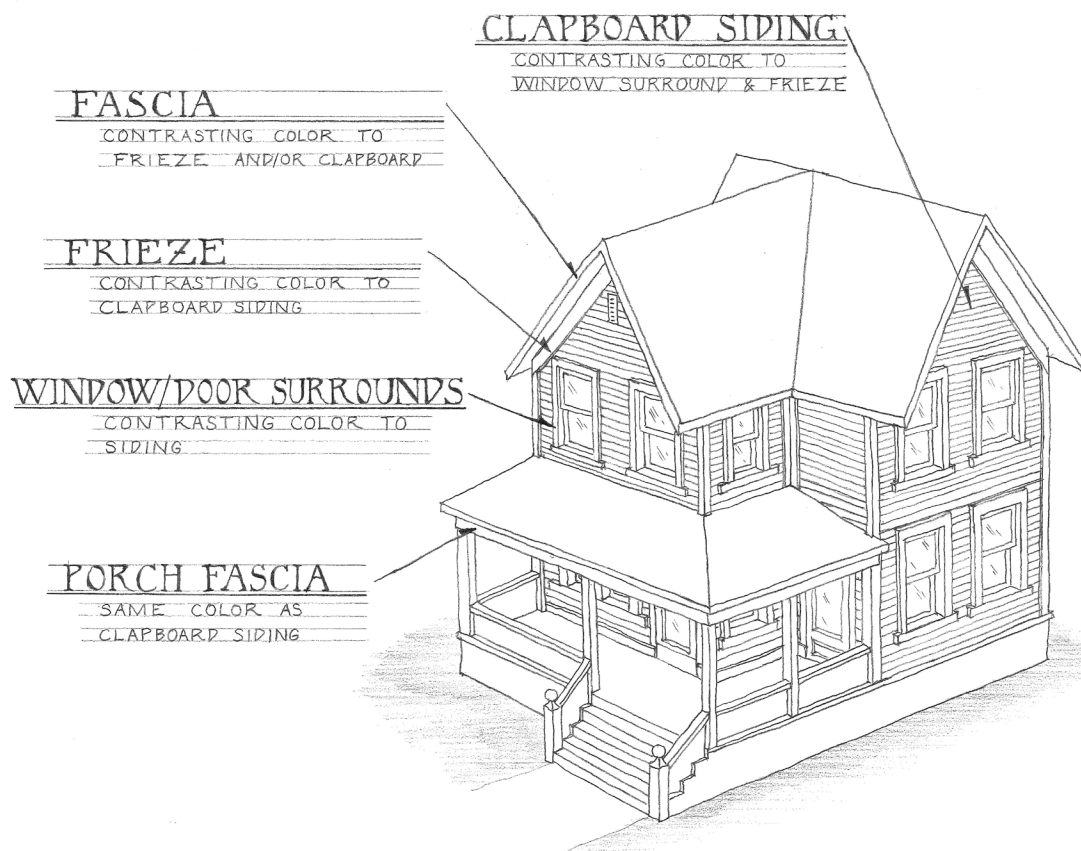 CLAPBOARD SIDING
CONTRASTING COLOR TO
WINDOW SURROUND & FRIEZE
FASCIA
CONTRASTING COLOR TO
FRIEZE AND/OR CLAPBOARD
FRIEZE
CONTRASTING COLOR TO
CLAPBOARD SIDING
WINDOW/DOOR SURROUNDS
CONTRASTING COLOR TO
SIDING
PORCH FASCIA
SAME COLOR AS
CLAPBOARD SIDING